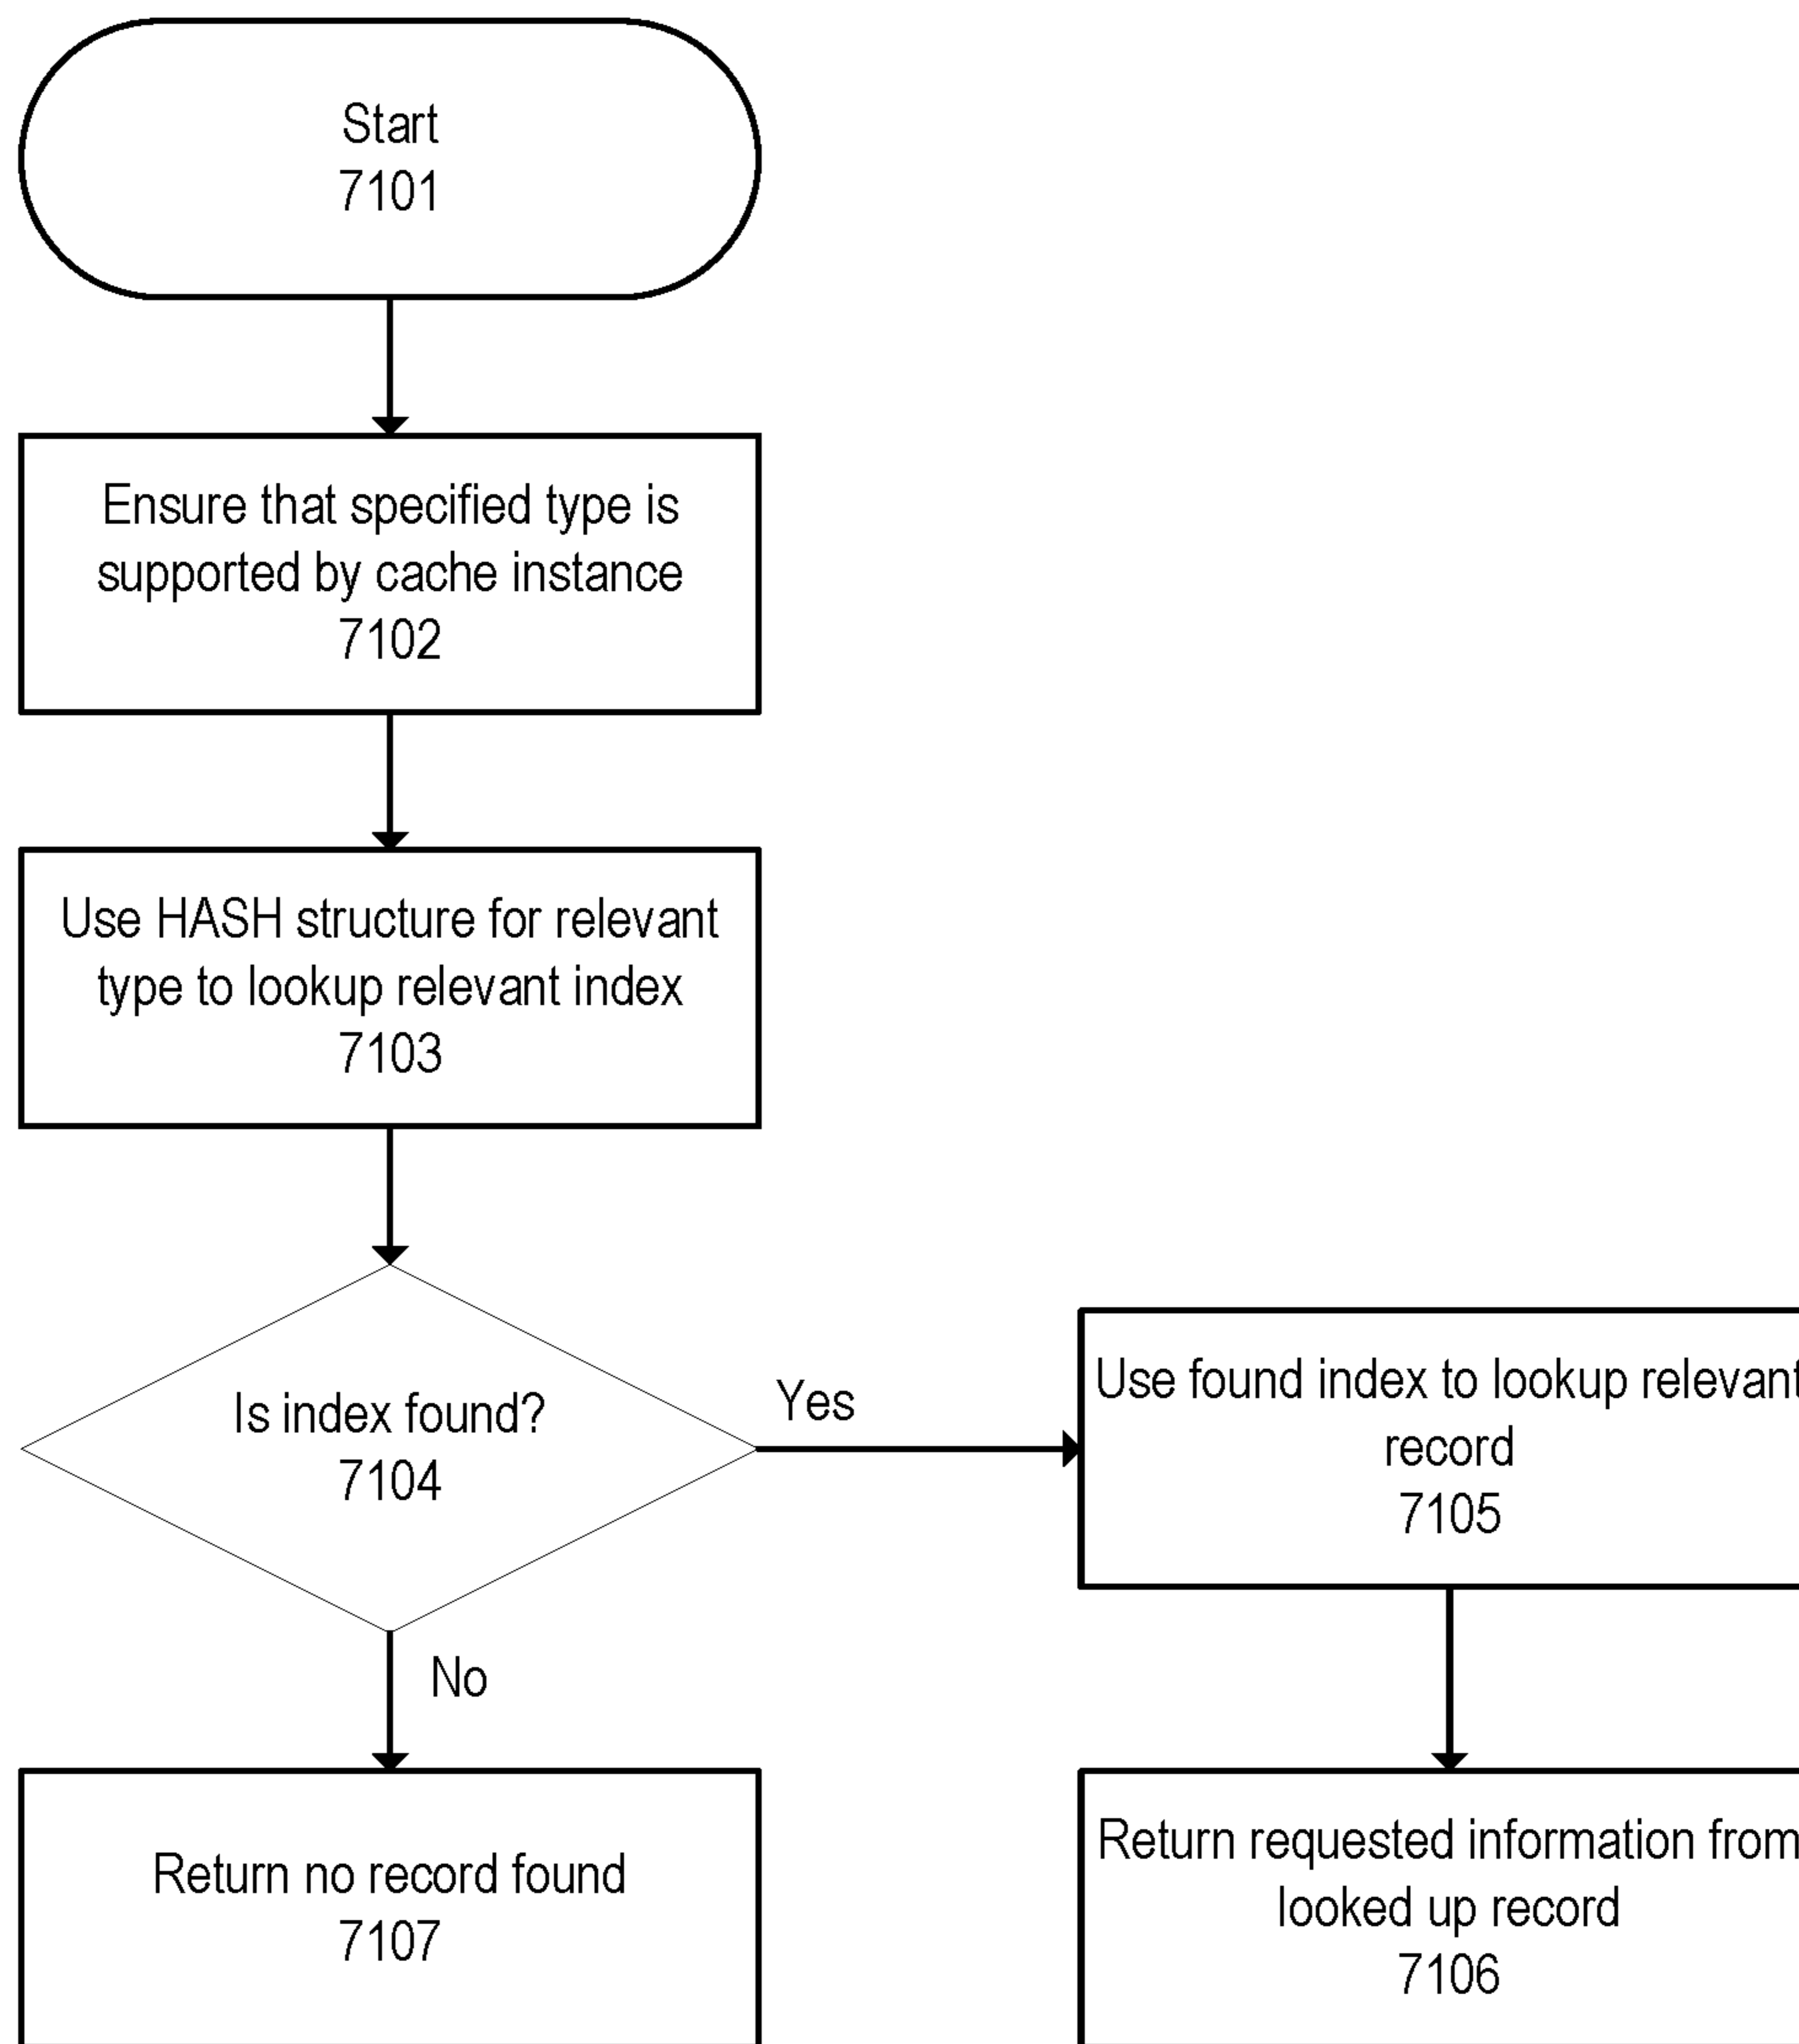 Start
7101
Ensure that specified type is
supported by cache instance
7102
Use HASH structure for relevant
type to lookup relevant index
7103
Is index found?
7104
Yes
Use found index to lookup relevant
record
7105
No
Return no record found
7107
Return requested information from
looked up record
7106